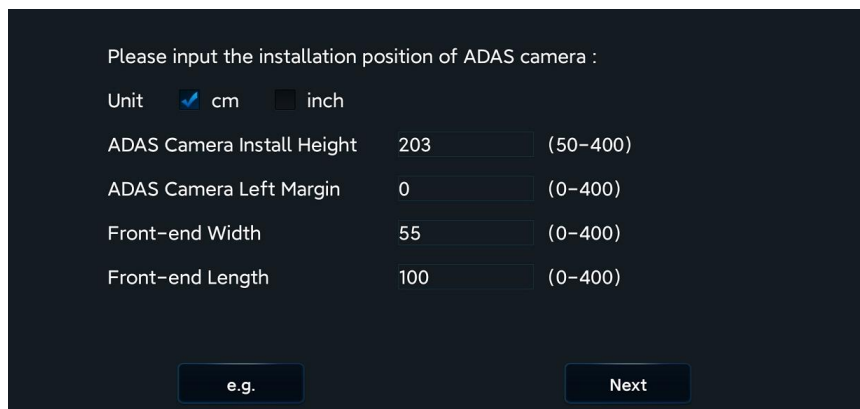 Please input the installation position of ADAS camera :
Unit cm inch
ADAS Camera Install Height 203 (50-400)
ADAS Camera Left Margin 0 (0-400)
Front-end Width 55 (0-400)
Front-end Length 100 (0-400)
e.g. Next